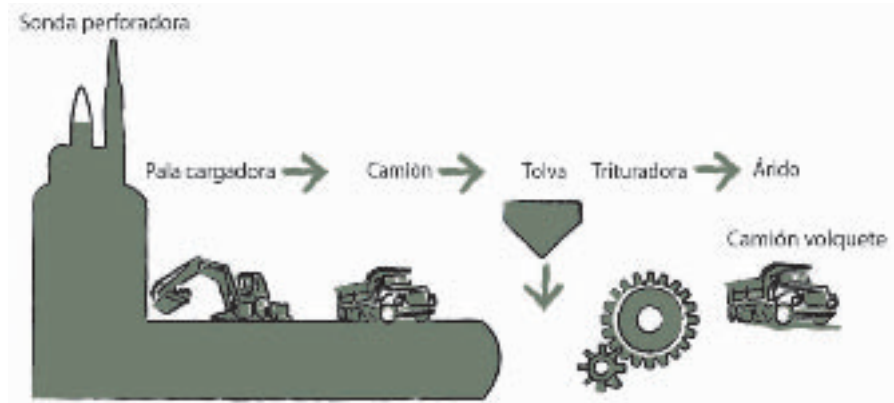 Sonda perforadora
Pala cargadora
Camión
Tolva
Trituradora
Árido
Camión volquete